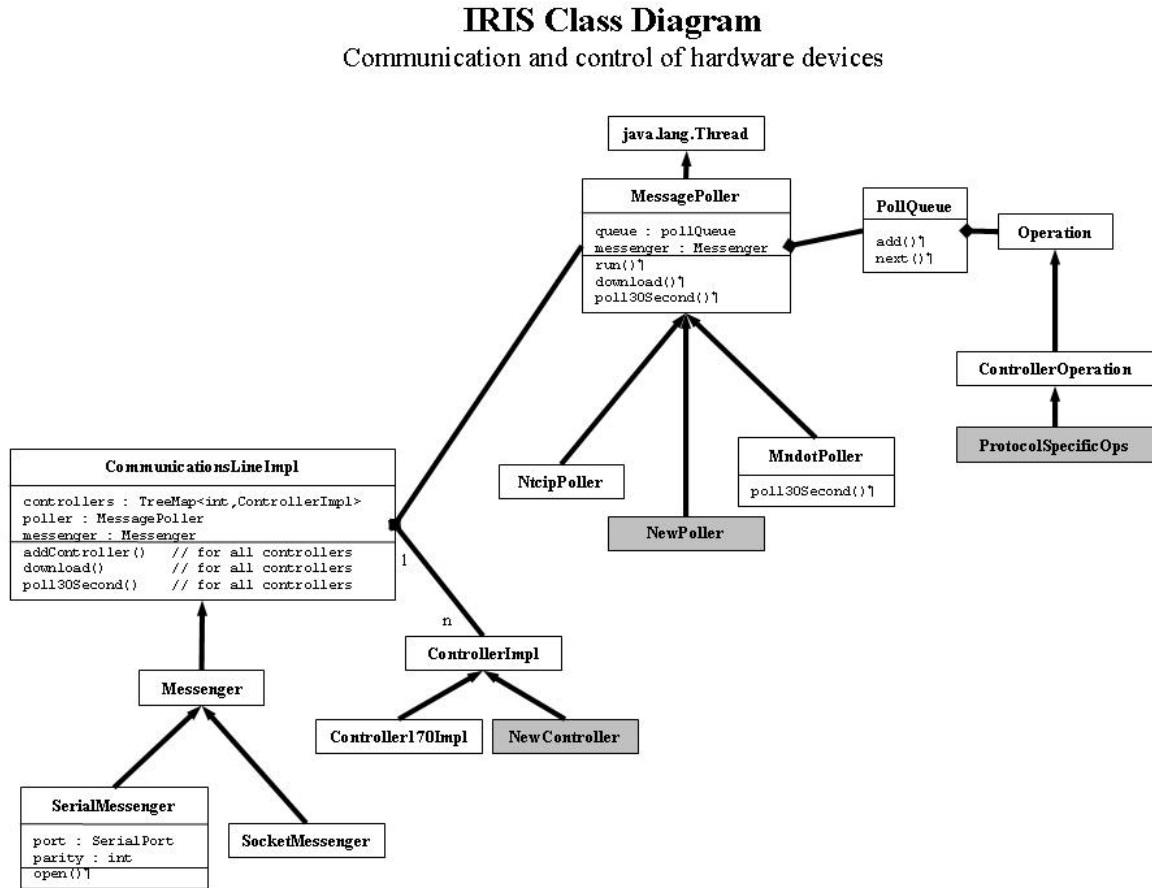 IRIS Class Diagram
Communication and control of hardware devices
java.lang.Thread
MessagePoller
queue : pollQueue
messenger : Messenger
run()↰
download()↰
poll30Second()↰
PollQueue
add()↰
next()↰
Operation
ControllerOperation
ProtocolSpecificOps
NtcipPoller
NewPoller
MndotPoller
poll30Second()↰
CommunicationsLineImpl
controllers : TreeMap<int,ControllerImpl>
poller : MessagePoller
messenger : Messenger
addController() // for all controllers
download() // for all controllers
poll30Second() // for all controllers
1
n
ControllerImpl
Controller170Impl
NewController
Messenger
SerialMessenger
port : SerialPort
parity : int
open()↰
SocketMessenger